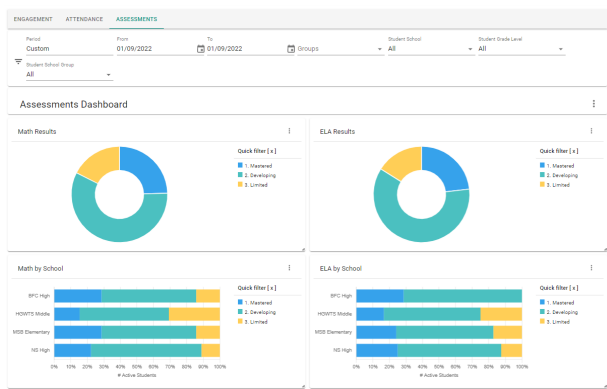 ENGAGEMENT ATTENDANCE ASSESSMENTS
Period From To Student School Student Grade Level
Custom 01/09/2022 01/09/2022 Groups All All
Student School Group
All
Assessments Dashboard
Math Results
Quick filter [ x ]
1. Mastered
2. Developing
3. Limited
ELA Results
Quick filter [ x ]
1. Mastered
2. Developing
3. Limited
Math by School
BFC High
HGWTS Middle
MSB Elementary
NS High
0% 10% 20% 30% 40% 50% 60% 70% 80% 90% 100%
# Active Students
Quick filter [ x ]
1. Mastered
2. Developing
3. Limited
ELA by School
BFC High
HGWTS Middle
MSB Elementary
NS High
0% 10% 20% 30% 40% 50% 60% 70% 80% 90% 100%
# Active Students
Quick filter [ x ]
1. Mastered
2. Developing
3. Limited